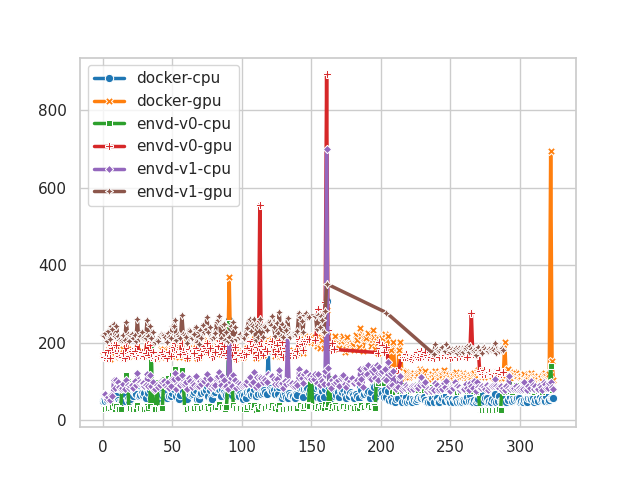 docker-cpu
docker-gpu
envd-v0-cpu
envd-v0-gpu
envd-v1-cpu
envd-v1-gpu
800
600
400
200
0
0 50 100 150 200 250 300